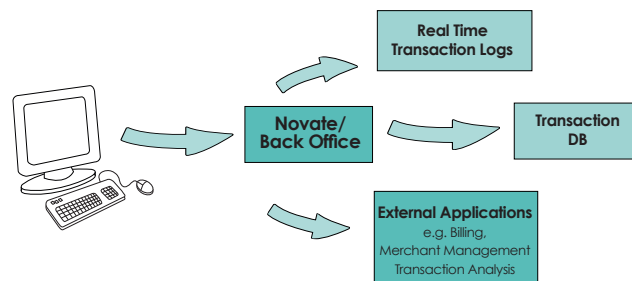 Real Time
Transaction Logs
Novate/
Back Office
Transaction
DB
External Applications
e.g. Billing,
Merchant Management
Transaction Analysis